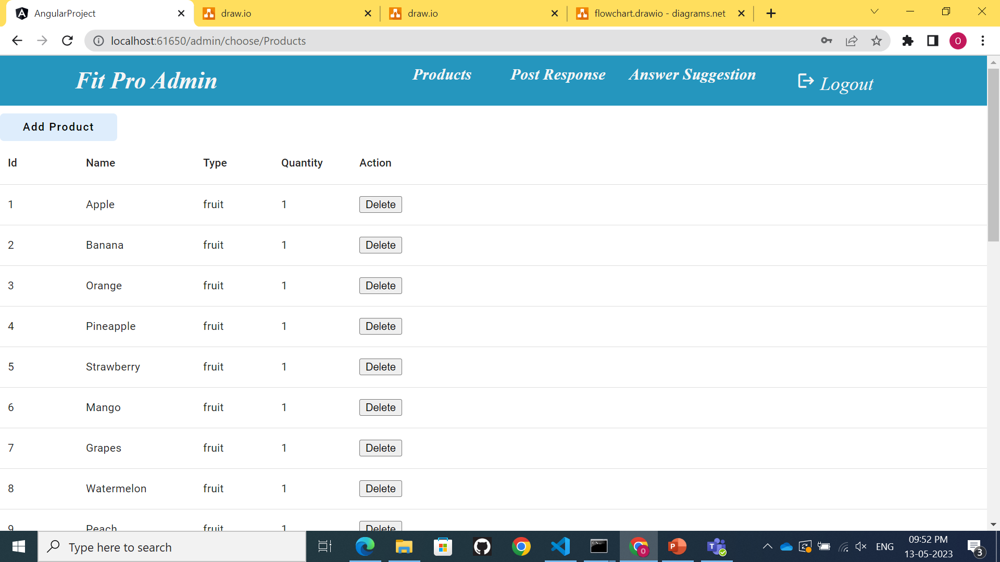 AngularProject
draw.io
draw.io
flowchart.drawio - diagrams.net
localhost:61650/admin/choose/Products
O
Fit Pro Admin
Products
Post Response
Answer Suggestion
Logout
Add Product
Id Name Type Quantity Action
1 Apple fruit 1 Delete
2 Banana fruit 1 Delete
3 Orange fruit 1 Delete
4 Pineapple fruit 1 Delete
5 Strawberry fruit 1 Delete
6 Mango fruit 1 Delete
7 Grapes fruit 1 Delete
8 Watermelon fruit 1 Delete
9 Peach fruit 1 Delete
Type here to search
ENG
09:52 PM
13-05-2023
3